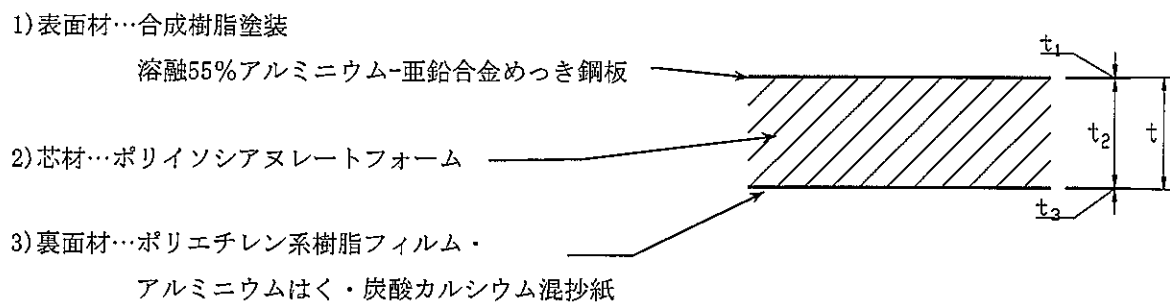 1)表面材…合成樹脂塗装
溶融55%アルミニウム-亜鉛合金めっき鋼板
2)芯材…ポリイソシアヌレートフォーム
3)裏面材…ポリエチレン系樹脂フィルム・
アルミニウムはく・炭酸カルシウム混抄紙
t1
t2
t
t3